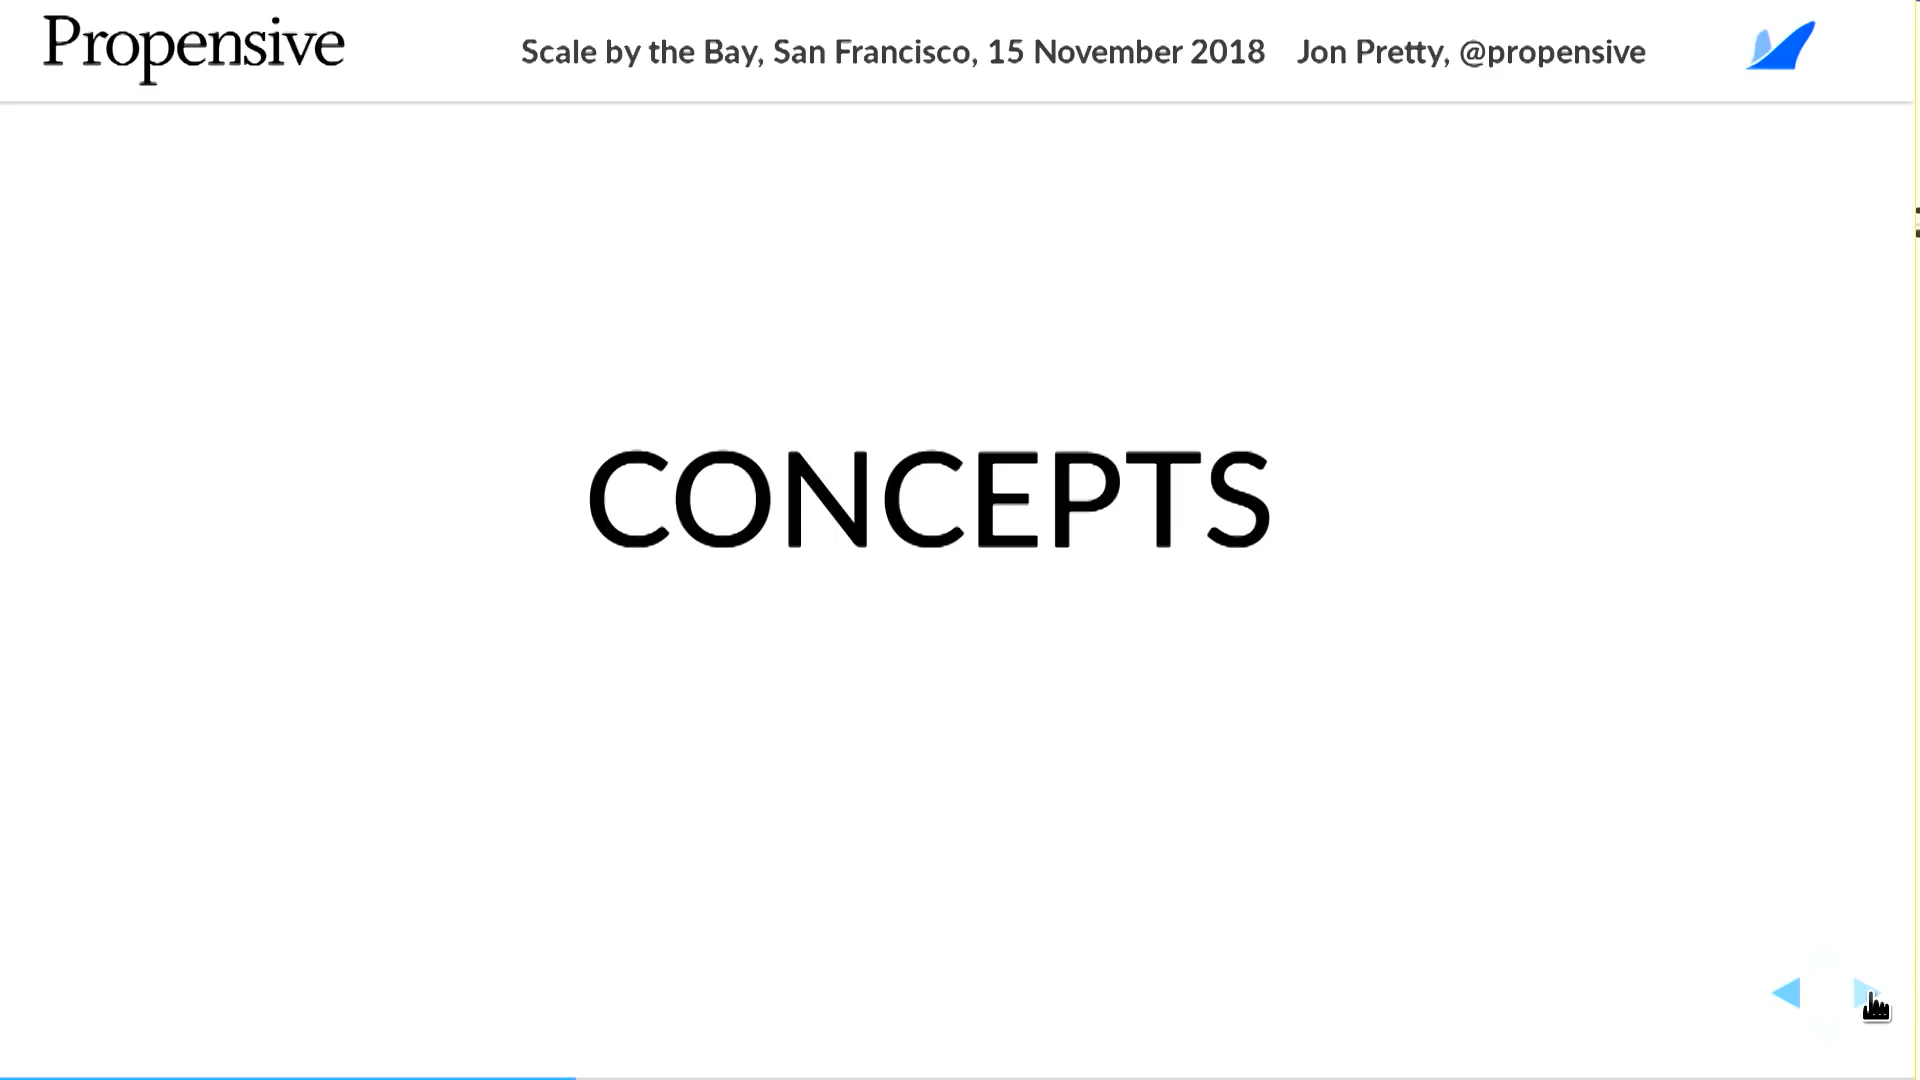 Propensive
Scale by the Bay, San Francisco, 15 November 2018 Jon Pretty, @propensive
CONCEPTS